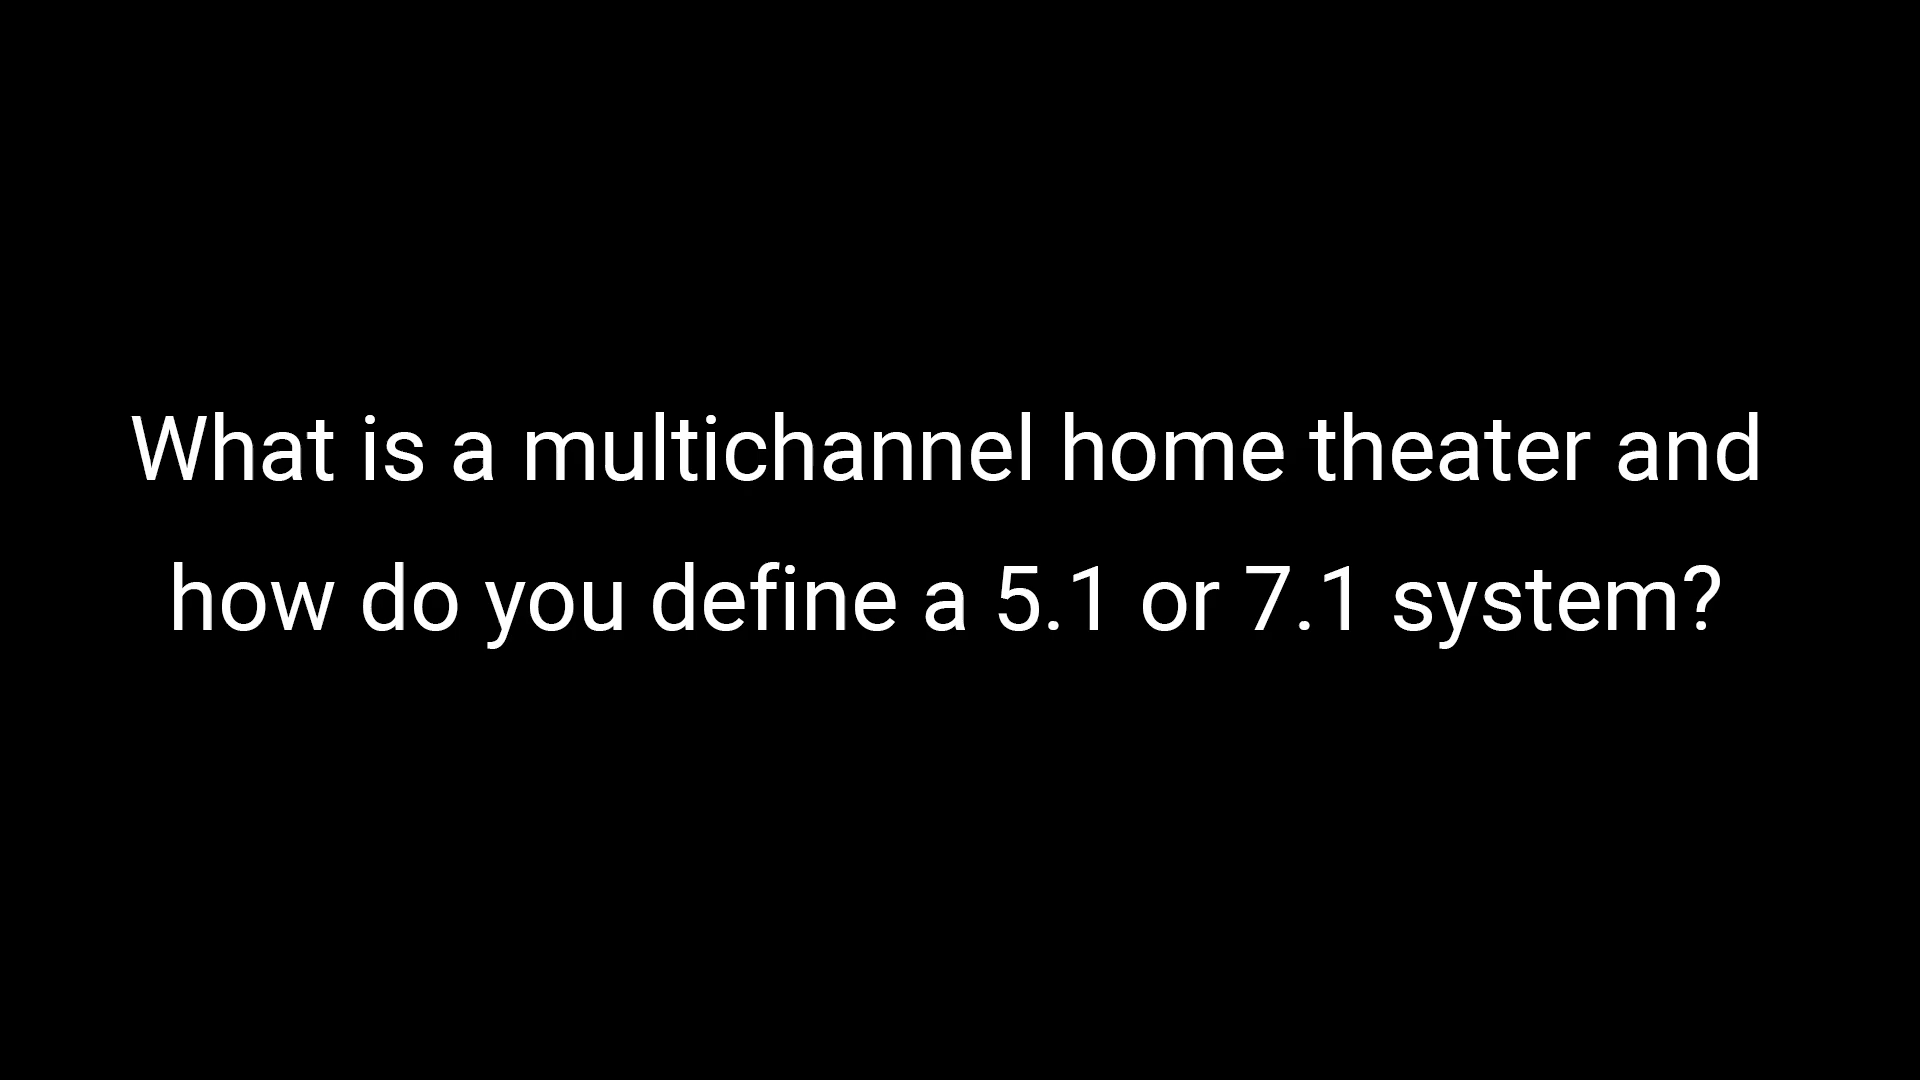 What is a multichannel home theater and
how do you define a 5.1 or 7.1 system?